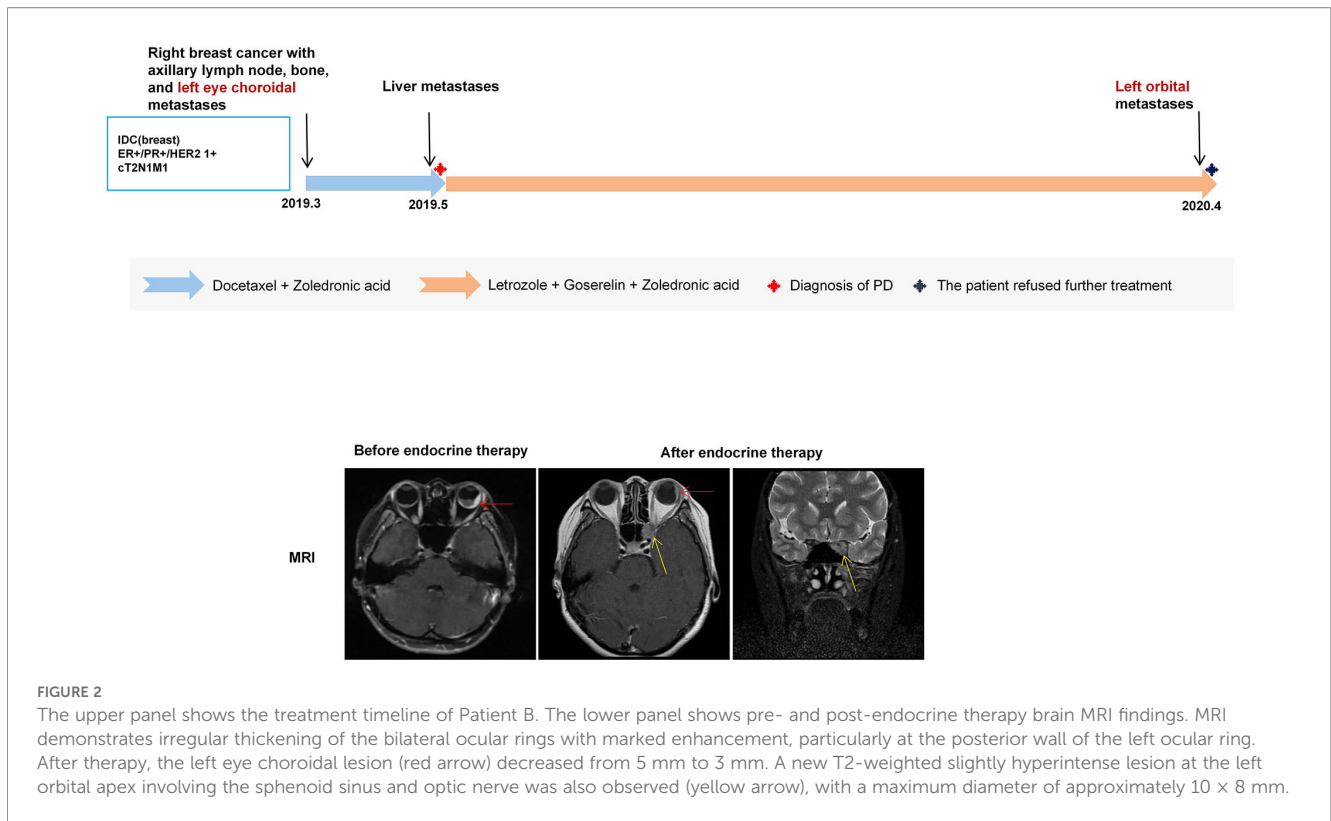 Right breast cancer with
axillary lymph node, bone,
and left eye choroidal
metastases
Liver metastases
Left orbital
metastases
IDC(breast)
ER+/PR+/HER2 1+
cT2N1M1
2019.3
2019.5
2020.4
Docetaxel + Zoledronic acid
Letrozole + Goserelin + Zoledronic acid
Diagnosis of PD
The patient refused further treatment
Before endocrine therapy
After endocrine therapy
MRI
FIGURE 2
The upper panel shows the treatment timeline of Patient B. The lower panel shows pre- and post-endocrine therapy brain MRI findings. MRI
demonstrates irregular thickening of the bilateral ocular rings with marked enhancement, particularly at the posterior wall of the left ocular ring.
After therapy, the left eye choroidal lesion (red arrow) decreased from 5 mm to 3 mm. A new T2-weighted slightly hyperintense lesion at the left
orbital apex involving the sphenoid sinus and optic nerve was also observed (yellow arrow), with a maximum diameter of approximately 10 × 8 mm.